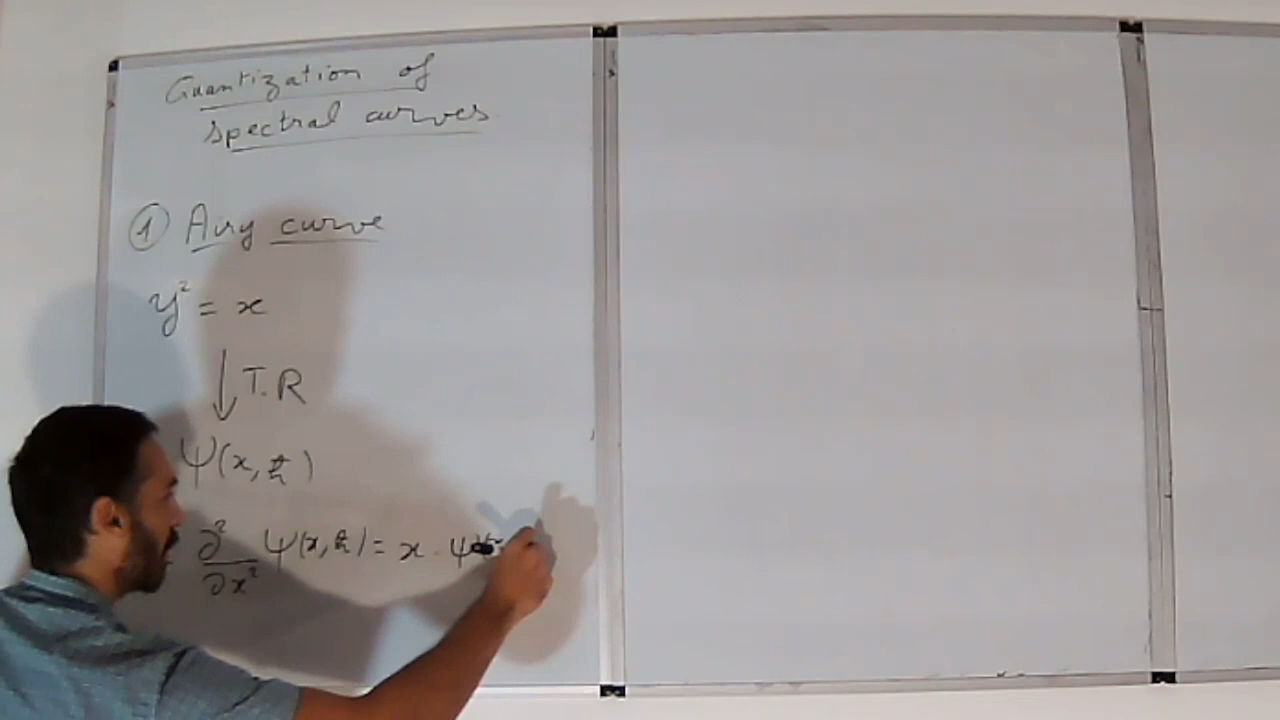 Quantization of
spectral curves
① Airy curve
y² = x
↓ T.R
ψ(x, ħ)
∂²/∂x² ψ(x, ħ) = x · ψ